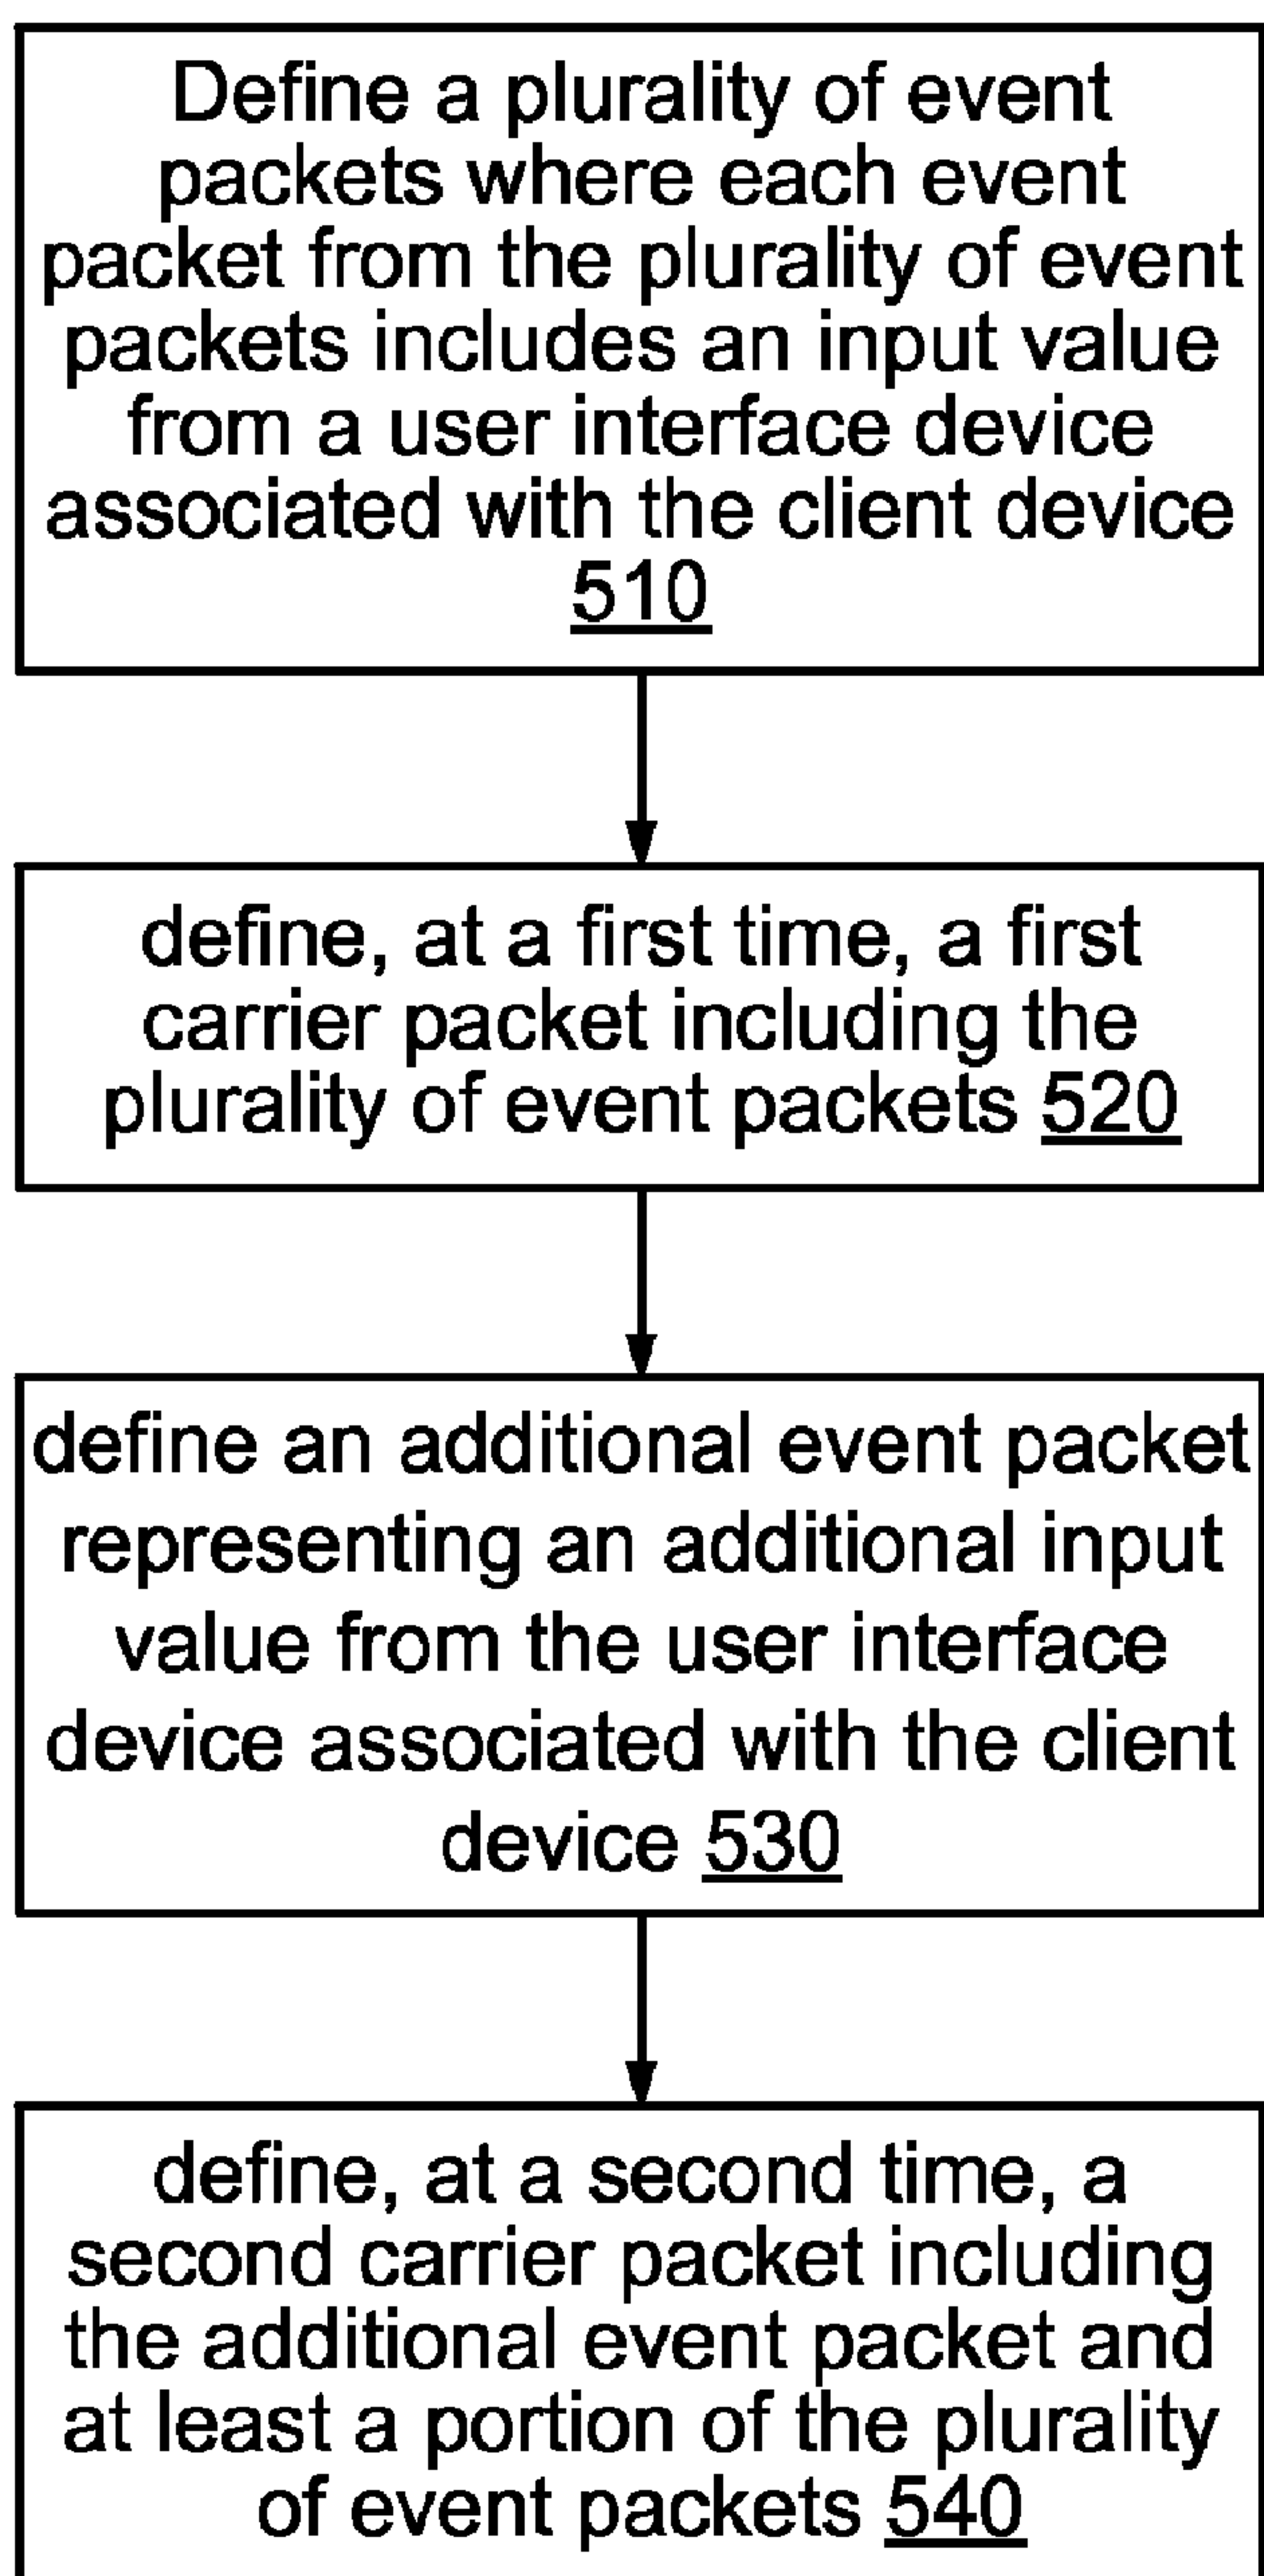 Define a plurality of event
packets where each event
packet from the plurality of event
packets includes an input value
from a user interface device
associated with the client device
510
define, at a first time, a first
carrier packet including the
plurality of event packets 520
define an additional event packet
representing an additional input
value from the user interface
device associated with the client
device 530
define, at a second time, a
second carrier packet including
the additional event packet and
at least a portion of the plurality
of event packets 540